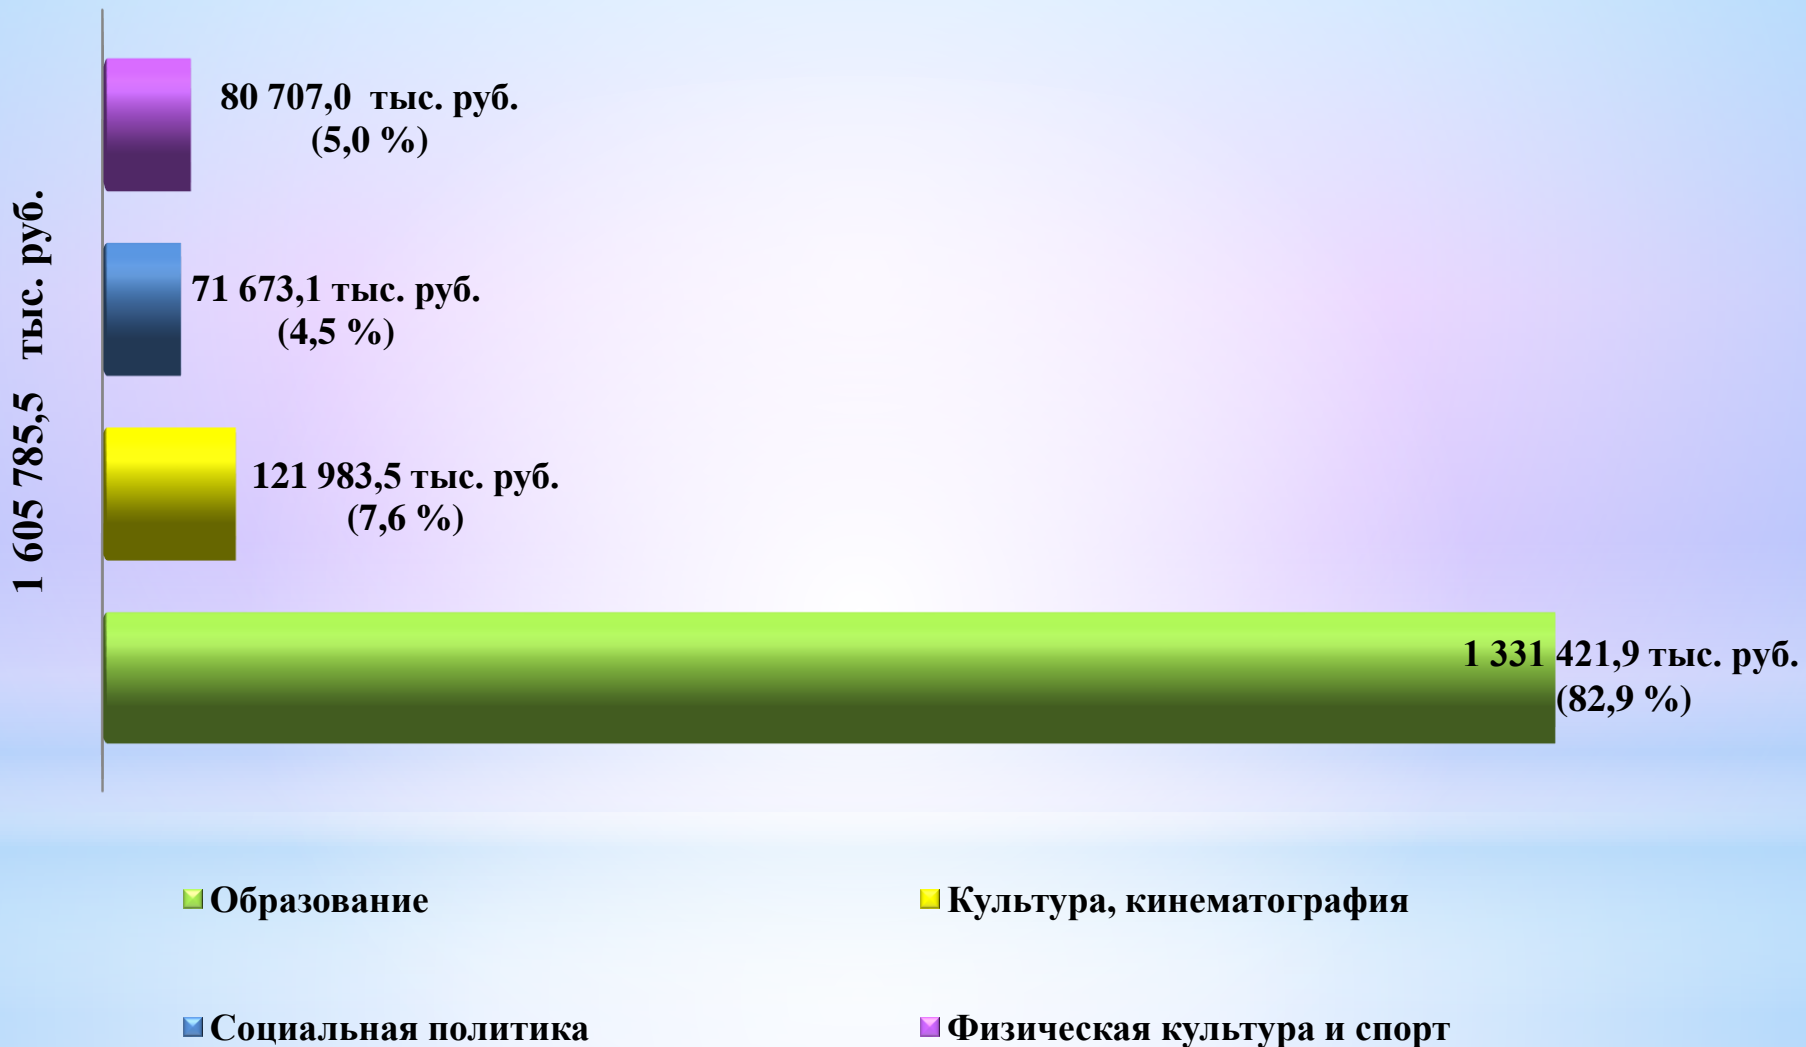 1 605 785,5 тыс. руб.
80 707,0 тыс. руб.
(5,0 %)
71 673,1 тыс. руб.
(4,5 %)
121 983,5 тыс. руб.
(7,6 %)
1 331 421,9 тыс. руб.
(82,9 %)
Образование
Культура, кинематография
Социальная политика
Физическая культура и спорт